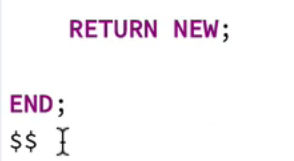 RETURN NEW;
END;
$$